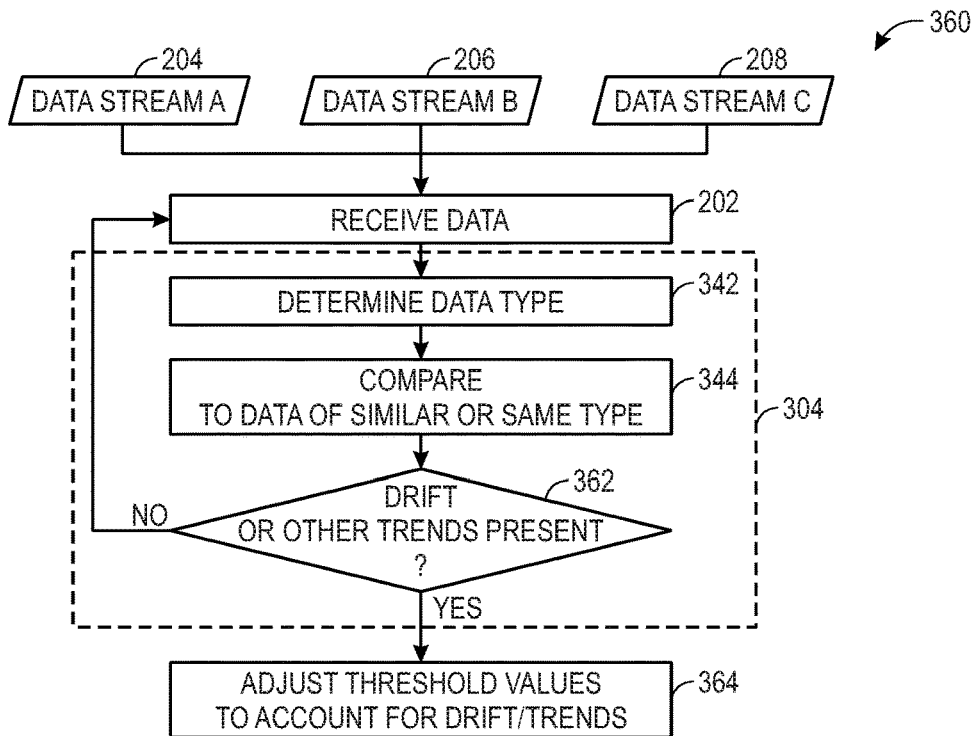 360
204
206
208
DATA STREAM A
DATA STREAM B
DATA STREAM C
RECEIVE DATA
202
DETERMINE DATA TYPE
342
COMPARE
TO DATA OF SIMILAR OR SAME TYPE
344
304
DRIFT
OR OTHER TRENDS PRESENT
?
362
NO
YES
ADJUST THRESHOLD VALUES
TO ACCOUNT FOR DRIFT/TRENDS
364